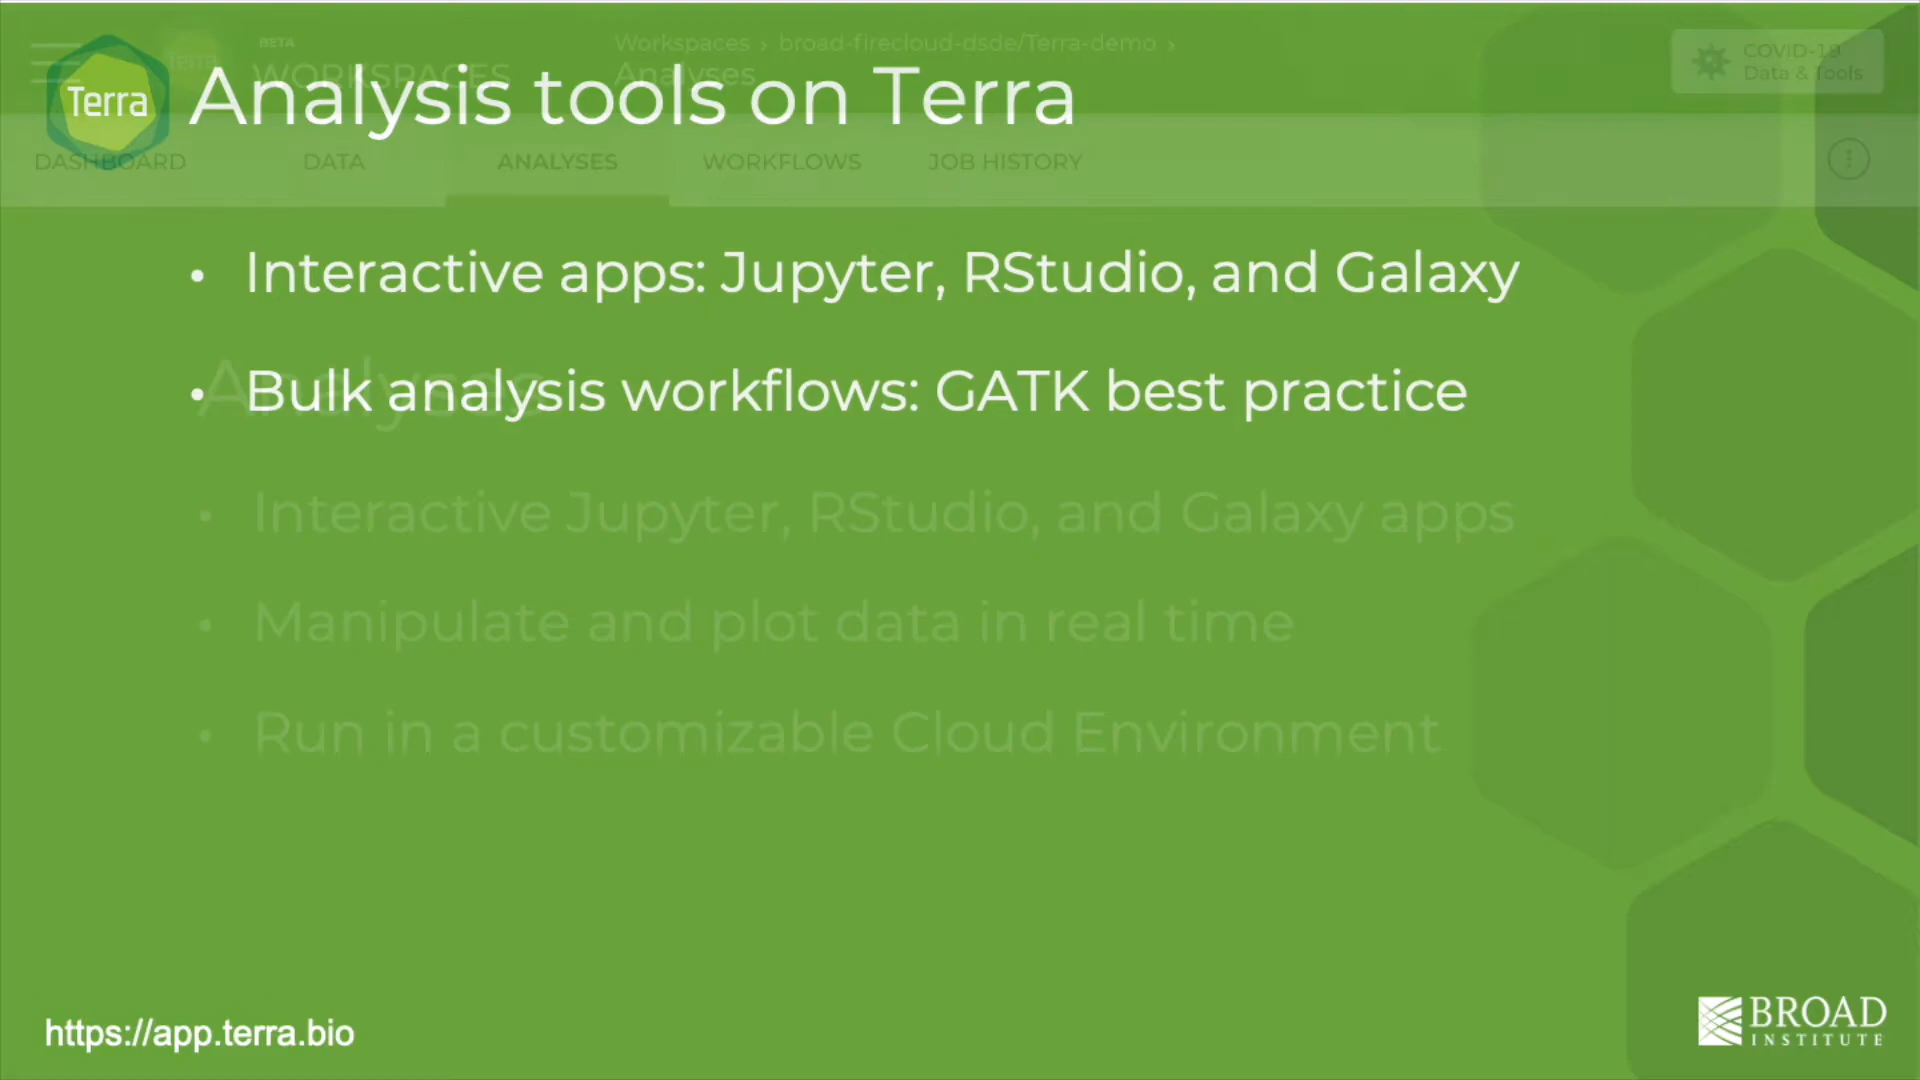 BETA
WORKSPACES
Workspaces › broad-firecloud-dsde/Terra-demo ›
Analyses
COVID-19
Data & Tools
Terra
Terra
Analysis tools on Terra
DASHBOARD
DATA
ANALYSES
WORKFLOWS
JOB HISTORY
• Interactive apps: Jupyter, RStudio, and Galaxy
Analyses
• Bulk analysis workflows: GATK best practice
• Interactive Jupyter, RStudio, and Galaxy apps
• Manipulate and plot data in real time
• Run in a customizable Cloud Environment
https://app.terra.bio
BROAD
INSTITUTE